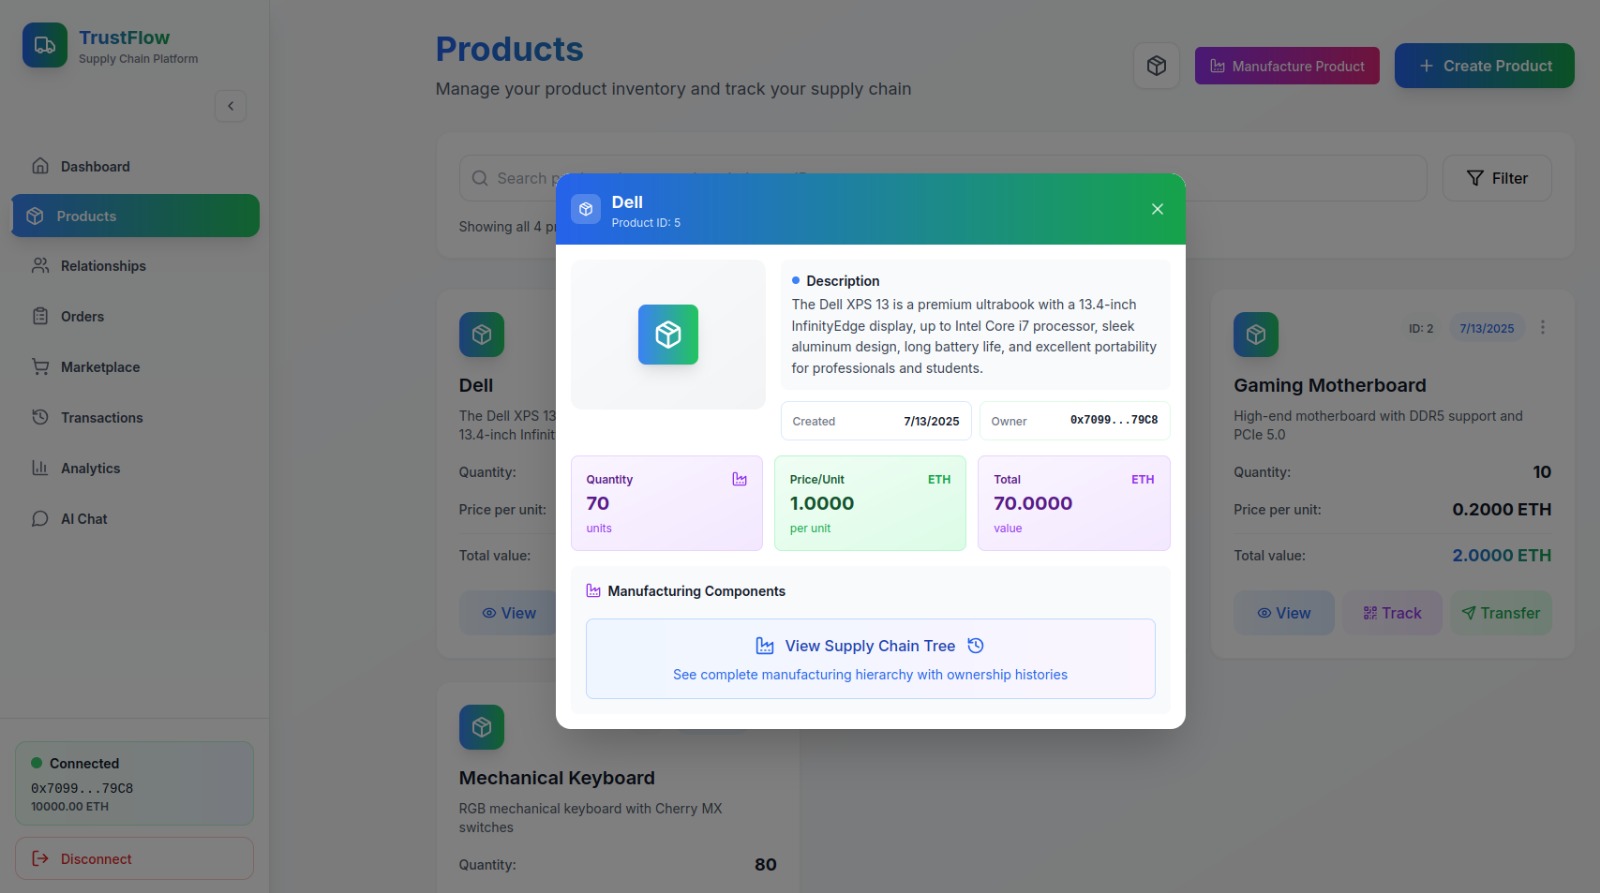 TrustFlow
Supply Chain Platform
Dashboard
Products
Relationships
Orders
Marketplace
Transactions
Analytics
AI Chat
Connected
0x7099...79C8
10000.00 ETH
Disconnect
Products
Manage your product inventory and track your supply chain
Manufacture Product
Create Product
Search
Filter
Showing all 4
Dell
The Dell XPS 13
13.4-inch
Quantity:
Price per unit:
Total value:
View
Dell
Product ID: 5
Description
The Dell XPS 13 is a premium ultrabook with a 13.4-inch
InfinityEdge display, up to Intel Core i7 processor, sleek
aluminum design, long battery life, and excellent portability
for professionals and students.
Created 7/13/2025
Owner 0x7099...79C8
Quantity
70
units
Price/Unit ETH
1.0000
per unit
Total ETH
70.0000
value
Manufacturing Components
View Supply Chain Tree
See complete manufacturing hierarchy with ownership histories
ID: 2 7/13/2025
Gaming Motherboard
High-end motherboard with DDR5 support and
PCIe 5.0
Quantity: 10
Price per unit: 0.2000 ETH
Total value: 2.0000 ETH
View Track Transfer
Mechanical Keyboard
RGB mechanical keyboard with Cherry MX
switches
Quantity: 80